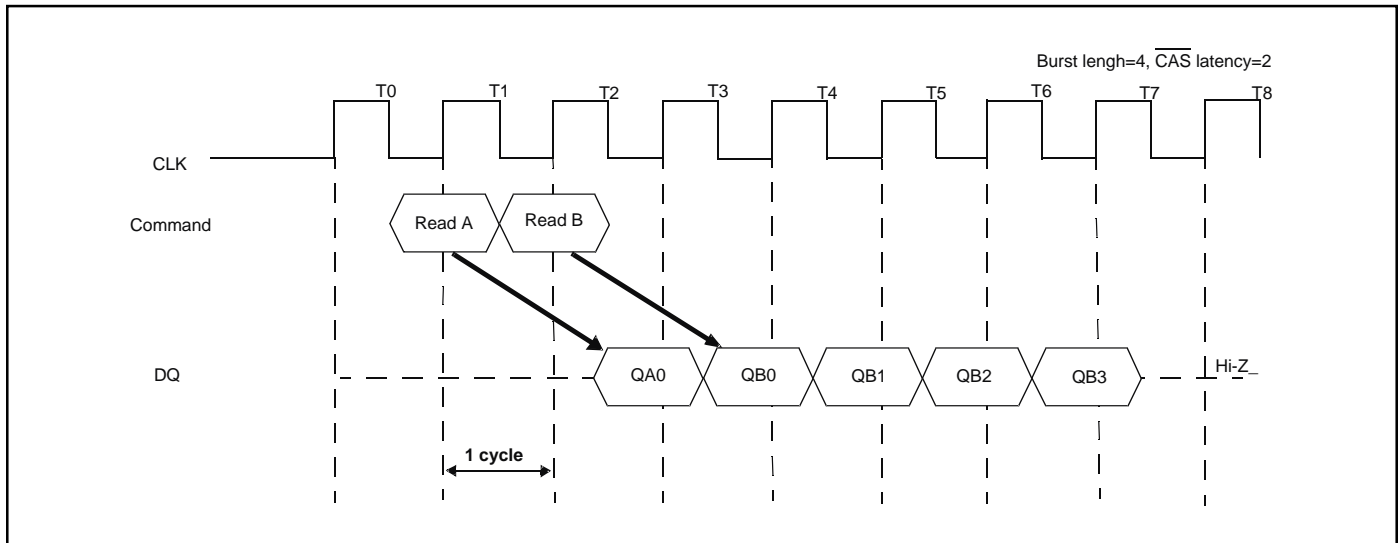 Burst lengh=4, CAS latency=2
T0 T1 T2 T3 T4 T5 T6 T7 T8
CLK
Command Read A Read B
DQ QA0 QB0 QB1 QB2 QB3 Hi-Z_
1 cycle